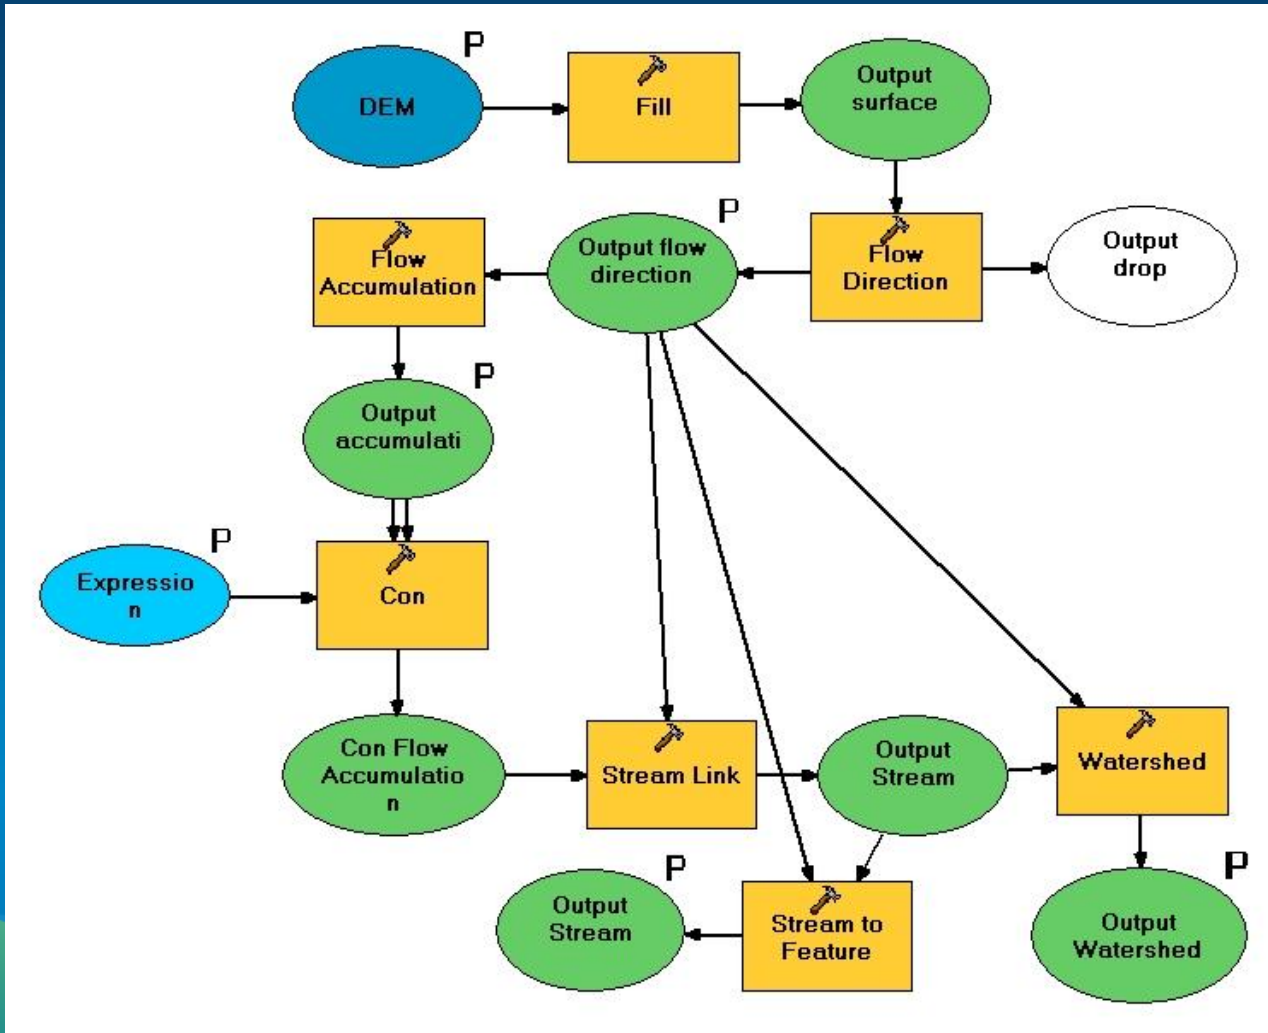 P
DEM
Fill
Output
surface
P
Flow
Accumulation
Output flow
direction
Flow
Direction
Output
drop
P
Output
accumulati
P
Expressio
n
Con
Con Flow
Accumulatio
n
Stream Link
Output
Stream
Watershed
P
Output
Stream
Stream to
Feature
P
Output
Watershed